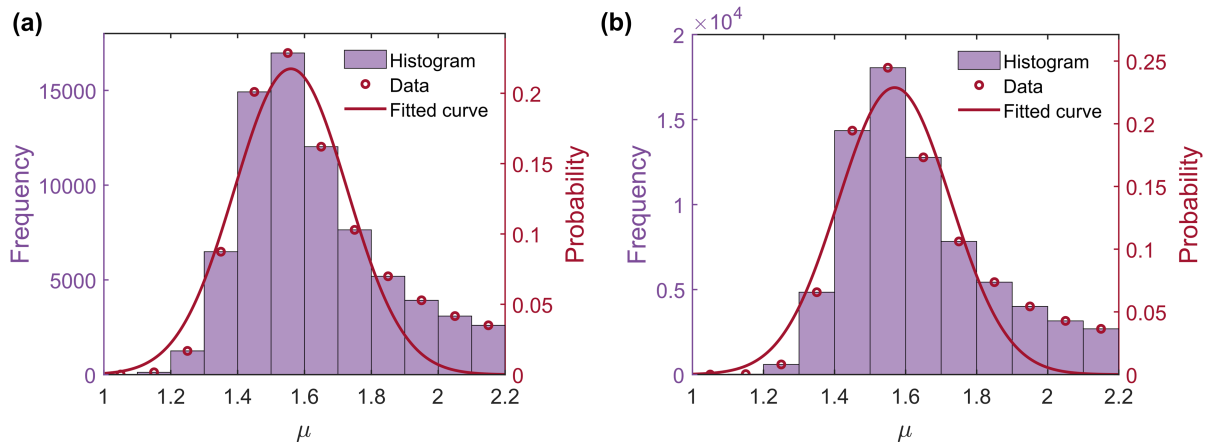 (a)
Frequency
15000
10000
5000
0
Histogram
Data
Fitted curve
0.2
0.15
0.1
0.05
0
Probability
1 1.2 1.4 1.6 1.8 2 2.2
μ
(b)
×10⁴
Frequency
2
1.5
1
0.5
0
Histogram
Data
Fitted curve
0.25
0.2
0.15
0.1
0.05
0
Probability
1 1.2 1.4 1.6 1.8 2 2.2
μ